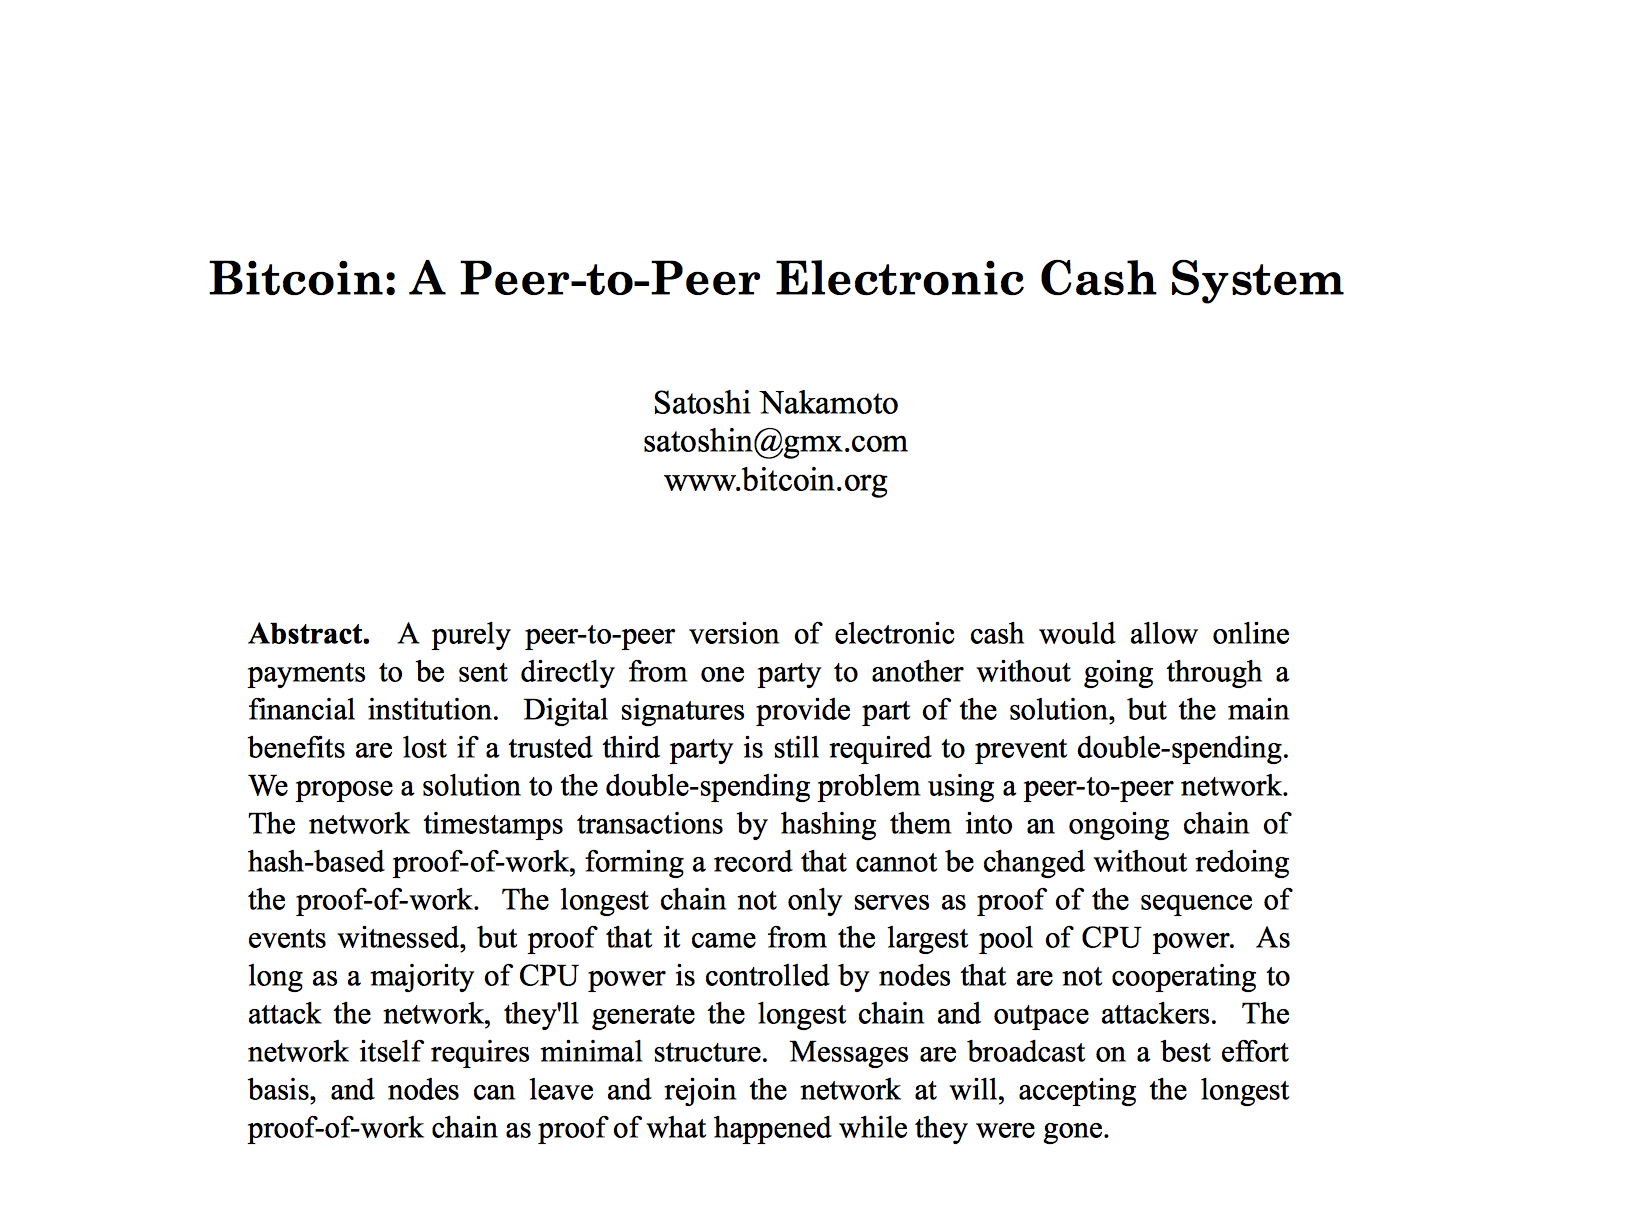 Bitcoin: A Peer-to-Peer Electronic Cash System
Satoshi Nakamoto
satoshin@gmx.com
www.bitcoin.org
Abstract. A purely peer-to-peer version of electronic cash would allow online
payments to be sent directly from one party to another without going through a
financial institution. Digital signatures provide part of the solution, but the main
benefits are lost if a trusted third party is still required to prevent double-spending.
We propose a solution to the double-spending problem using a peer-to-peer network.
The network timestamps transactions by hashing them into an ongoing chain of
hash-based proof-of-work, forming a record that cannot be changed without redoing
the proof-of-work. The longest chain not only serves as proof of the sequence of
events witnessed, but proof that it came from the largest pool of CPU power. As
long as a majority of CPU power is controlled by nodes that are not cooperating to
attack the network, they'll generate the longest chain and outpace attackers. The
network itself requires minimal structure. Messages are broadcast on a best effort
basis, and nodes can leave and rejoin the network at will, accepting the longest
proof-of-work chain as proof of what happened while they were gone.